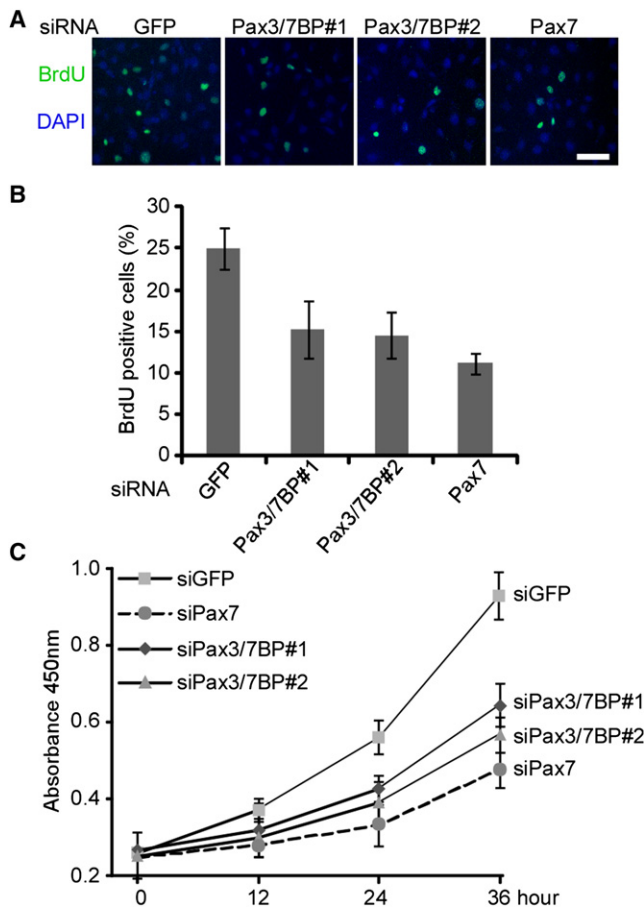 A
siRNA GFP Pax3/7BP#1 Pax3/7BP#2 Pax7
BrdU
DAPI
B
BrdU positive cells (%)
30
25
20
15
10
5
0
siRNA GFP Pax3/7BP#1 Pax3/7BP#2 Pax7
C
Absorbance 450nm
1.0
0.8
0.6
0.4
0.2
siGFP
siPax7
siPax3/7BP#1
siPax3/7BP#2
siGFP
siPax3/7BP#1
siPax3/7BP#2
siPax7
0 12 24 36 hour